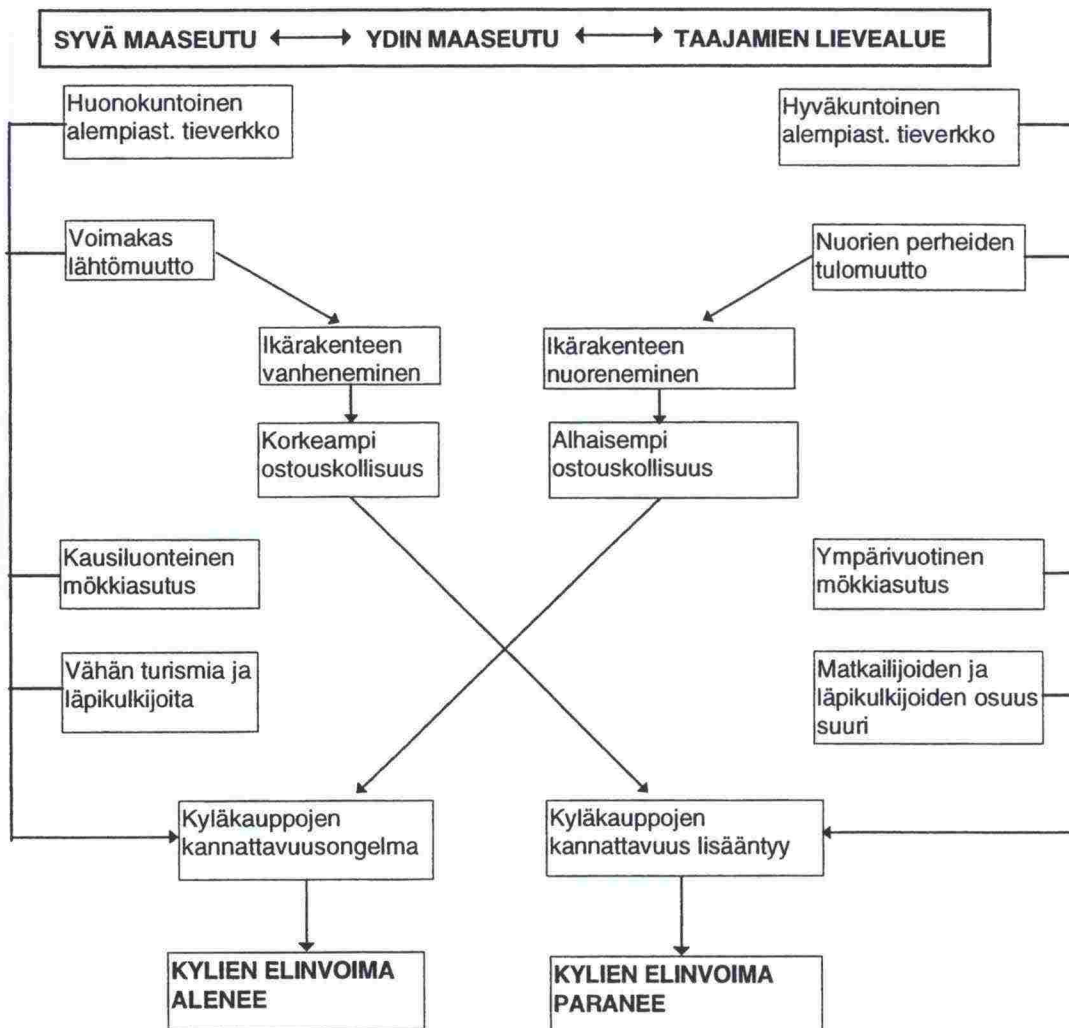 SYVÄ MAASEUTU YDIN MAASEUTU TAAJAMIEN LIEVEALUE
Huonokuntoinen
alempiast. tieverkko
Hyväkuntoinen
alempiast. tieverkko
Voimakas
lähtömuutto
Nuorien perheiden
tulomuutto
Ikärakenteen
vanheneminen
Ikärakenteen
nuoreneminen
Korkeampi
ostouskollisuus
Alhaisempi
ostouskollisuus
Kausiluonteinen
mökkiasutus
Ympärivuotinen
mökkiasutus
Vähän turismia ja
läpikulkijoita
Matkailijoiden ja
läpikulkijoiden osuus
suuri
Kyläkauppojen
kannattavuusongelma
Kyläkauppojen
kannattavuus lisääntyy
KYLIEN ELINVOIMA
ALENEE
KYLIEN ELINVOIMA
PARANEE